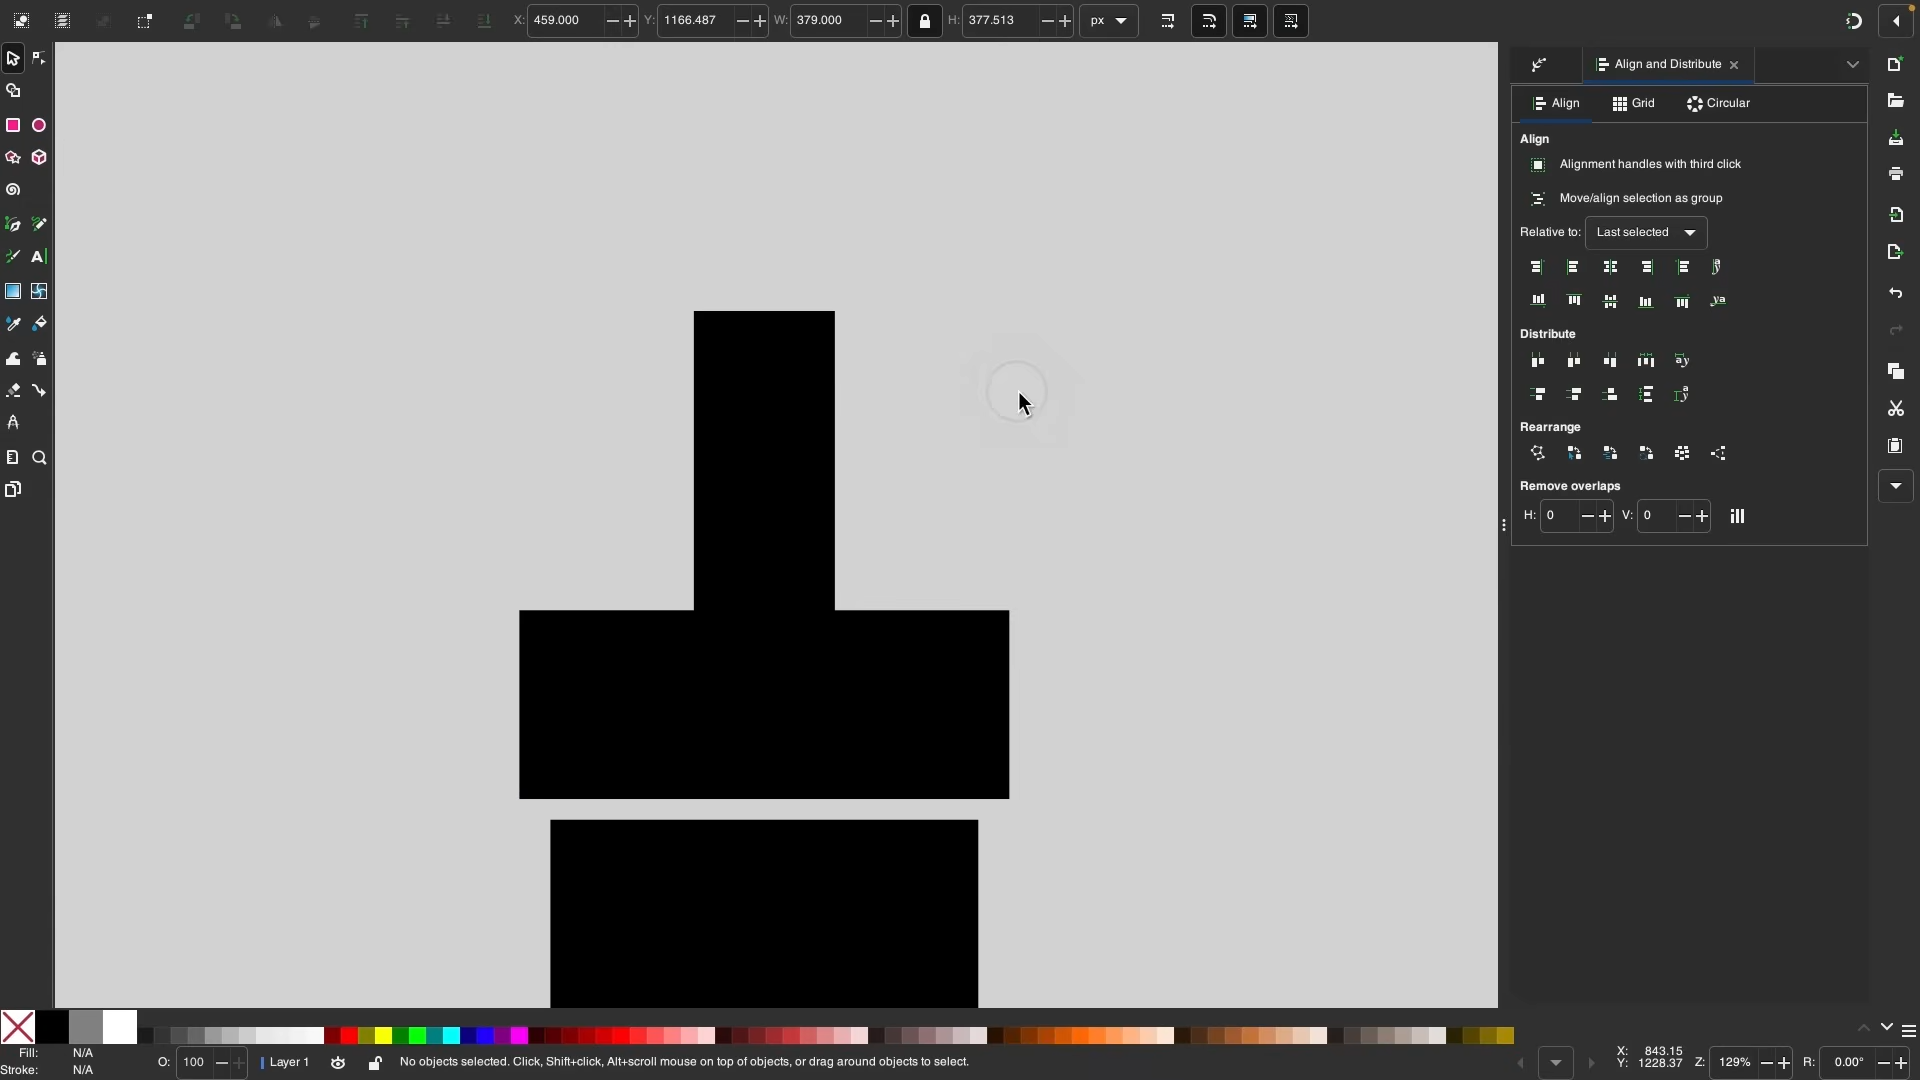 X: 459.000 Y: 1166.487 W: 379.000 H: 377.513 px
Align and Distribute
Align Grid Circular
Align
Alignment handles with third click
Move/align selection as group
Relative to: Last selected
Distribute
Rearrange
Remove overlaps
H: 0 V: 0
Fill: N/A
Stroke: N/A
O: 100
Layer 1
No objects selected. Click, Shift+click, Alt+scroll mouse on top of objects, or drag around objects to select.
X: 843.15
Y: 1228.37
Z: 129%
R: 0.00°